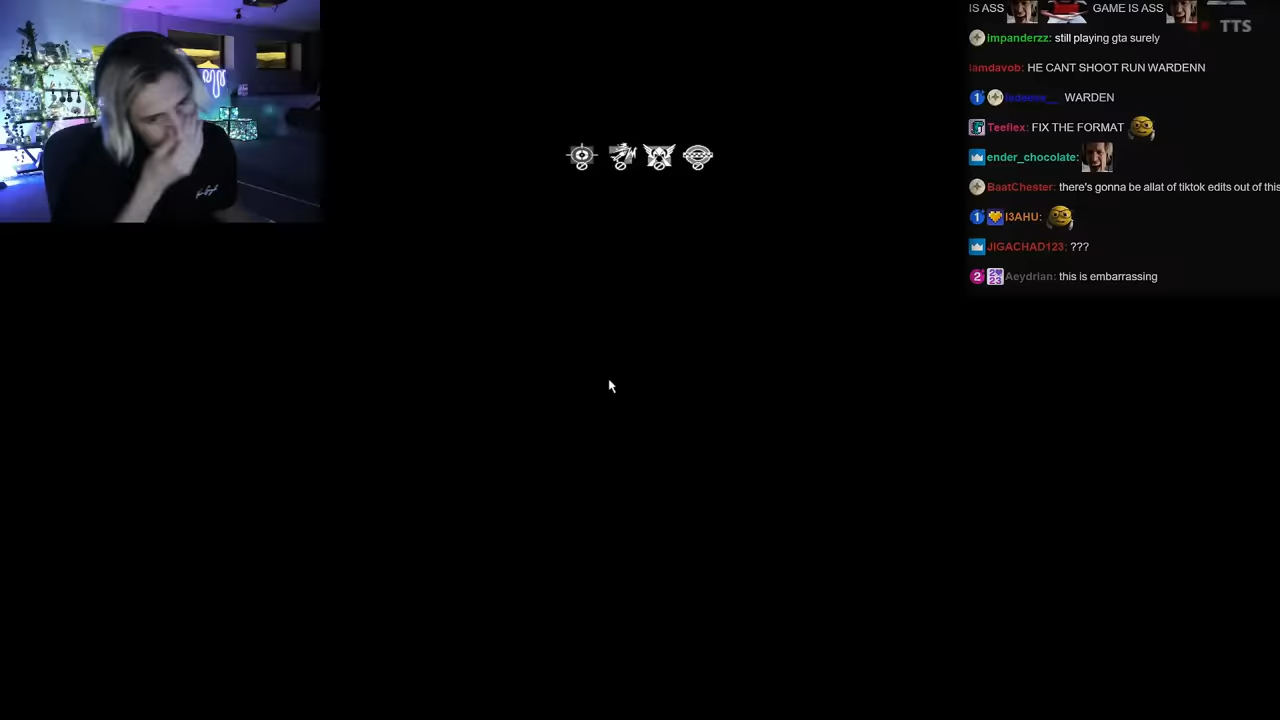 IS ASS GAME IS ASS
TTS
impanderzz: still playing gta surely
iamdavob: HE CANT SHOOT RUN WARDENN
WARDEN
Teeflex: FIX THE FORMAT
ender_chocolate:
BaatChester: there's gonna be allat of tiktok edits out of this
1 I3AHU:
JIGACHAD123: ???
2 Aeydrian: this is embarrassing